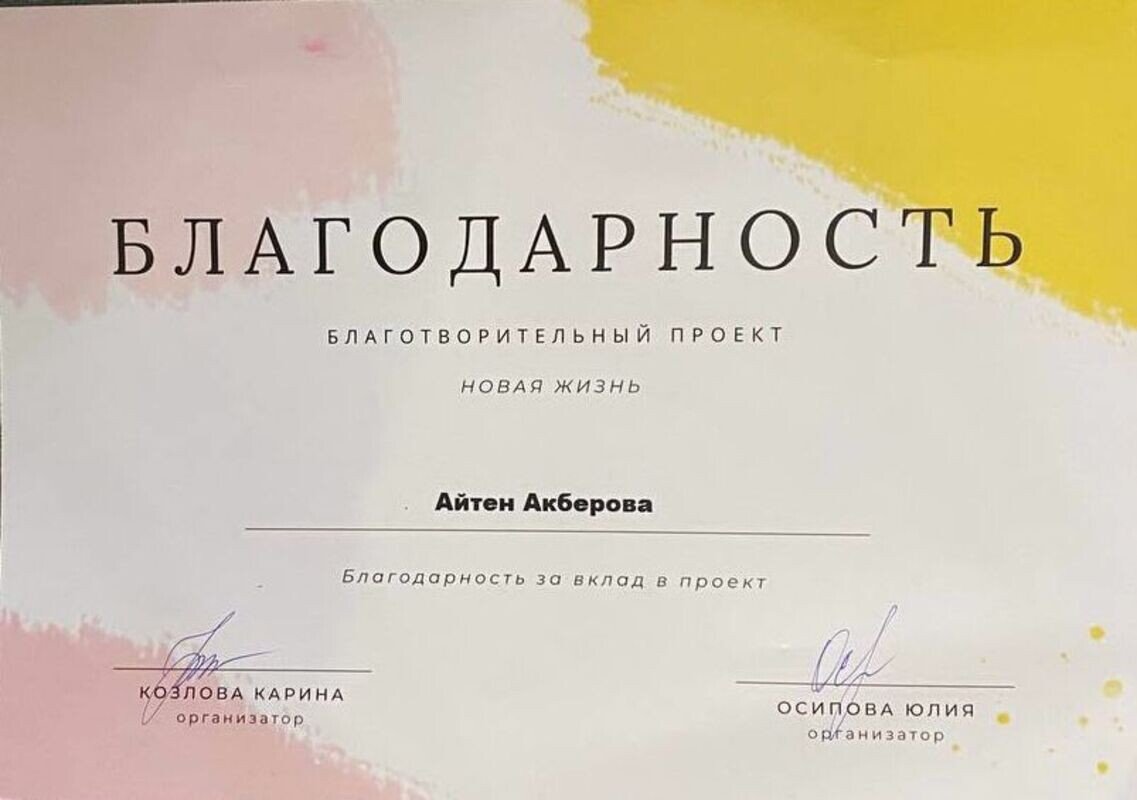 БЛАГОДАРНОСТЬ
БЛАГОТВОРИТЕЛЬНЫЙ ПРОЕКТ
НОВАЯ ЖИЗНЬ
Айтен Акберова
Благодарность за вклад в проект
КОЗЛОВА КАРИНА
организатор
ОСИПОВА ЮЛИЯ
организатор